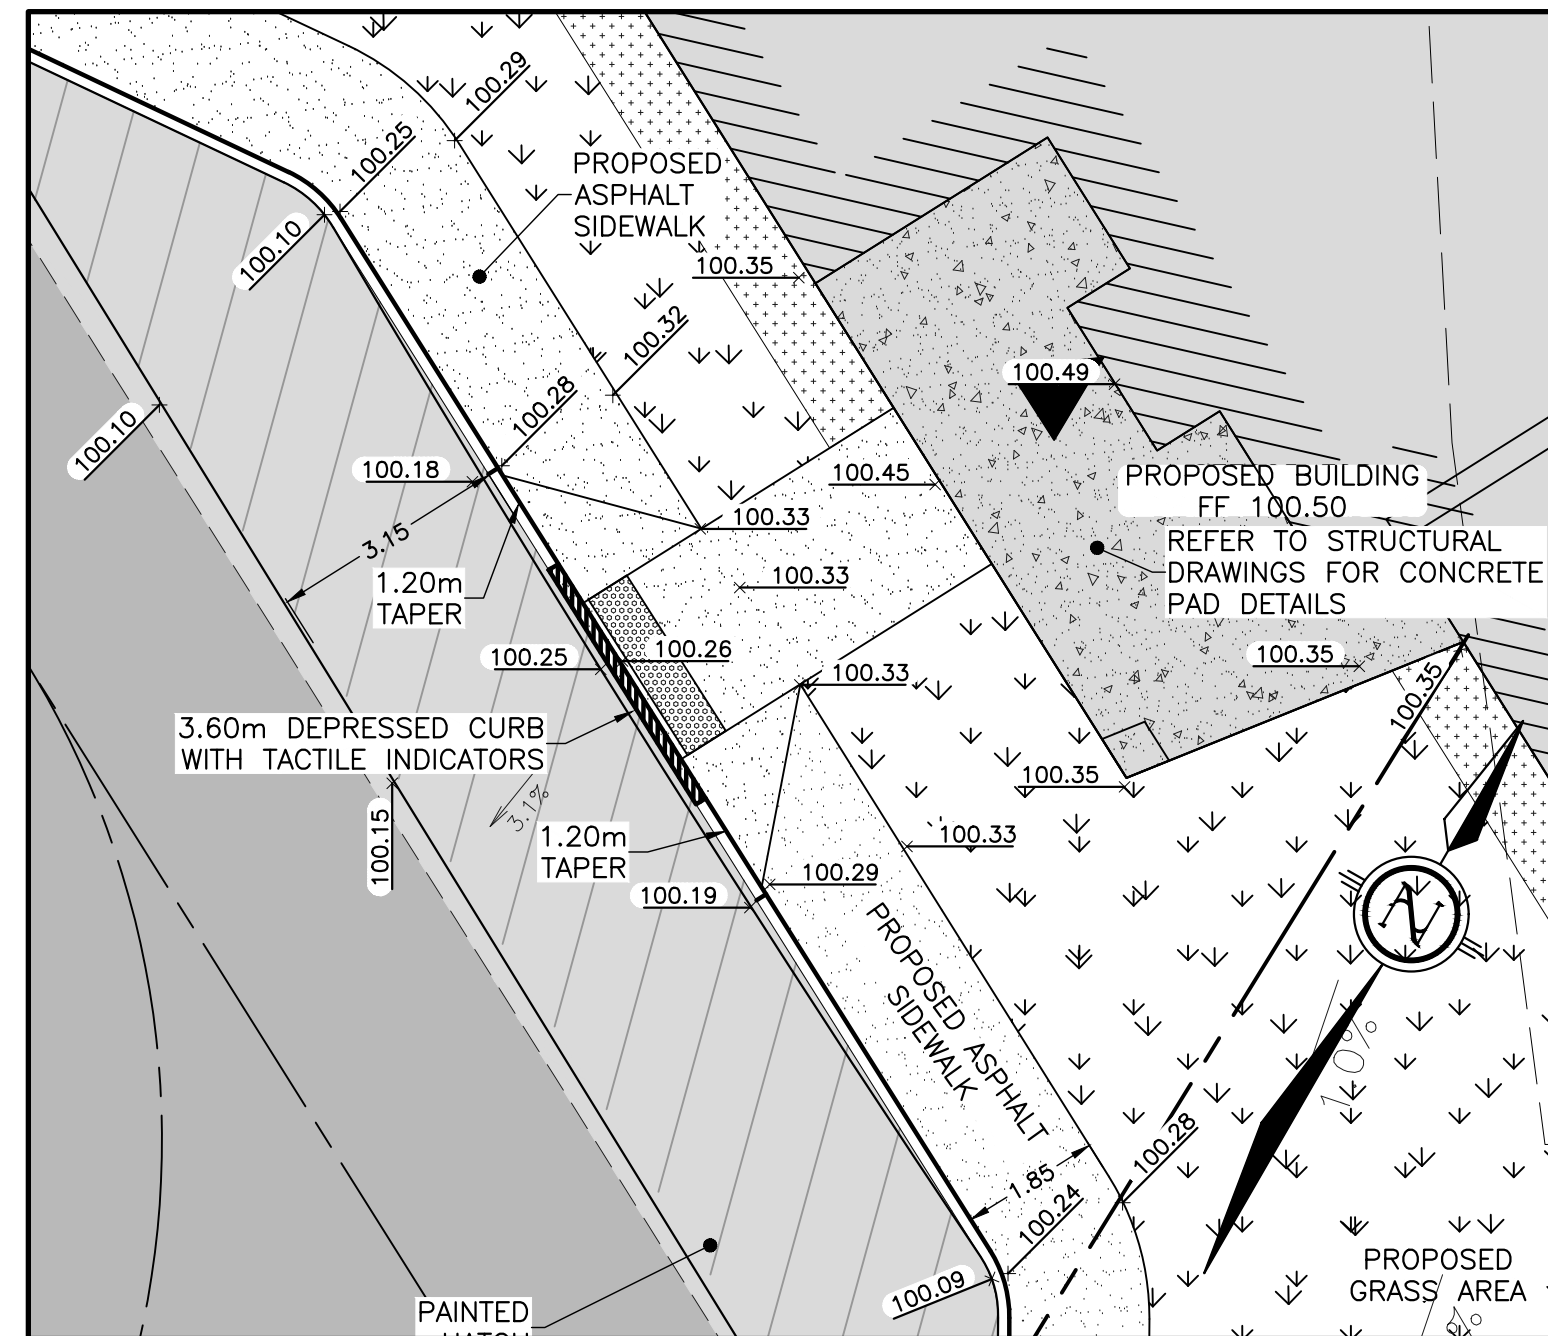 100.29
100.25
PROPOSED
ASPHALT
SIDEWALK
100.10
100.35
100.32
100.49
100.28
100.10
100.18
100.45
PROPOSED BUILDING
FF 100.50
3.15
100.33
REFER TO STRUCTURAL
DRAWINGS FOR CONCRETE
PAD DETAILS
1.20m
TAPER
100.33
100.25
100.26
100.35
100.33
100.35
3.60m DEPRESSED CURB
WITH TACTILE INDICATORS
3.1%
100.35
100.15
1.20m
TAPER
100.33
100.19
100.29
N
PROPOSED ASPHALT
SIDEWALK
1.0%
100.28
1.85
100.24
100.09
PROPOSED
GRASS AREA
PAINTED
HATCH